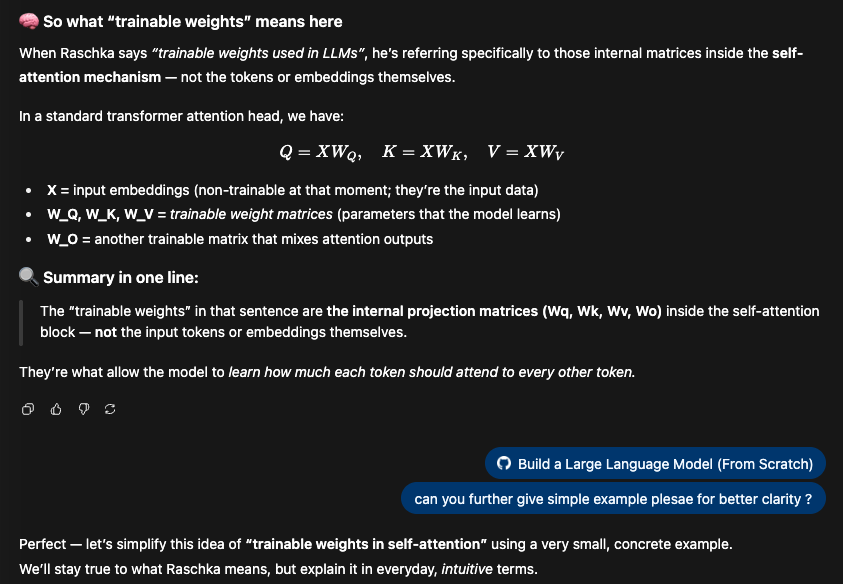 🧠 So what “trainable weights” means here
When Raschka says “trainable weights used in LLMs”, he’s referring specifically to those internal matrices inside the self-
attention mechanism — not the tokens or embeddings themselves.
In a standard transformer attention head, we have:
Q = XW_Q, K = XW_K, V = XW_V
• X = input embeddings (non-trainable at that moment; they’re the input data)
• W_Q, W_K, W_V = trainable weight matrices (parameters that the model learns)
• W_O = another trainable matrix that mixes attention outputs
🔍 Summary in one line:
The “trainable weights” in that sentence are the internal projection matrices (Wq, Wk, Wv, Wo) inside the self-attention
block — not the input tokens or embeddings themselves.
They’re what allow the model to learn how much each token should attend to every other token.
Build a Large Language Model (From Scratch)
can you further give simple example plesae for better clarity ?
Perfect — let’s simplify this idea of “trainable weights in self-attention” using a very small, concrete example.
We’ll stay true to what Raschka means, but explain it in everyday, intuitive terms.